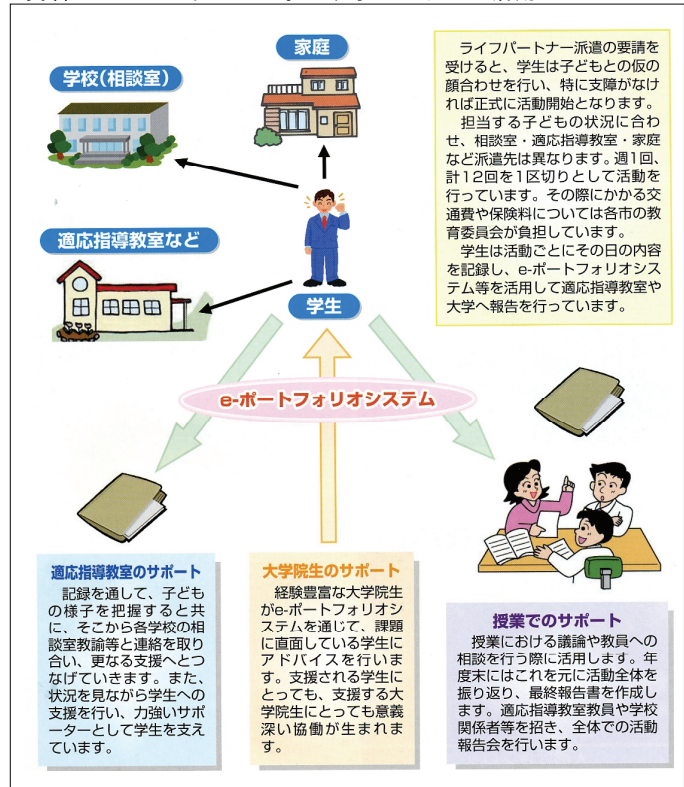 家庭
学校(相談室)
適応指導教室など
学生
ライフパートナー派遣の要請を
受けると、学生は子どもとの仮の
顔合わせを行い、特に支障がなけ
れば正式に活動開始となります。
担当する子どもの状況に合わ
せ、相談室・適応指導教室・家庭
など派遣先は異なります。週1回、
計12回を1区切りとして活動を
行っています。その際にかかる交
通費や保険料については各市の教
育委員会が負担しています。
学生は活動ごとにその日の内容
を記録し、e-ポートフォリオシス
テム等を活用して適応指導教室や
大学へ報告を行っています。
e-ポートフォリオシステム
適応指導教室のサポート
記録を通して、子ども
の様子を把握すると共
に、そこから各学校の相
談室教諭等と連絡を取り
合い、更なる支援へとつ
なげていきます。また、
状況を見ながら学生への
支援を行い、力強いサポ
ーターとして学生を支え
ています。
大学院生のサポート
経験豊富な大学院生
がe-ポートフォリオシ
ステムを通じて、課題
に直面している学生に
アドバイスを行いま
す。支援される学生に
とっても、支援する大
学院生にとっても意義
深い協働が生まれま
す。
授業でのサポート
授業における議論や教員への
相談を行う際に活用します。年
度末にはこれを元に活動全体を
振り返り、最終報告書を作成し
ます。適応指導教室教員や学校
関係者等を招き、全体での活動
報告会を行います。